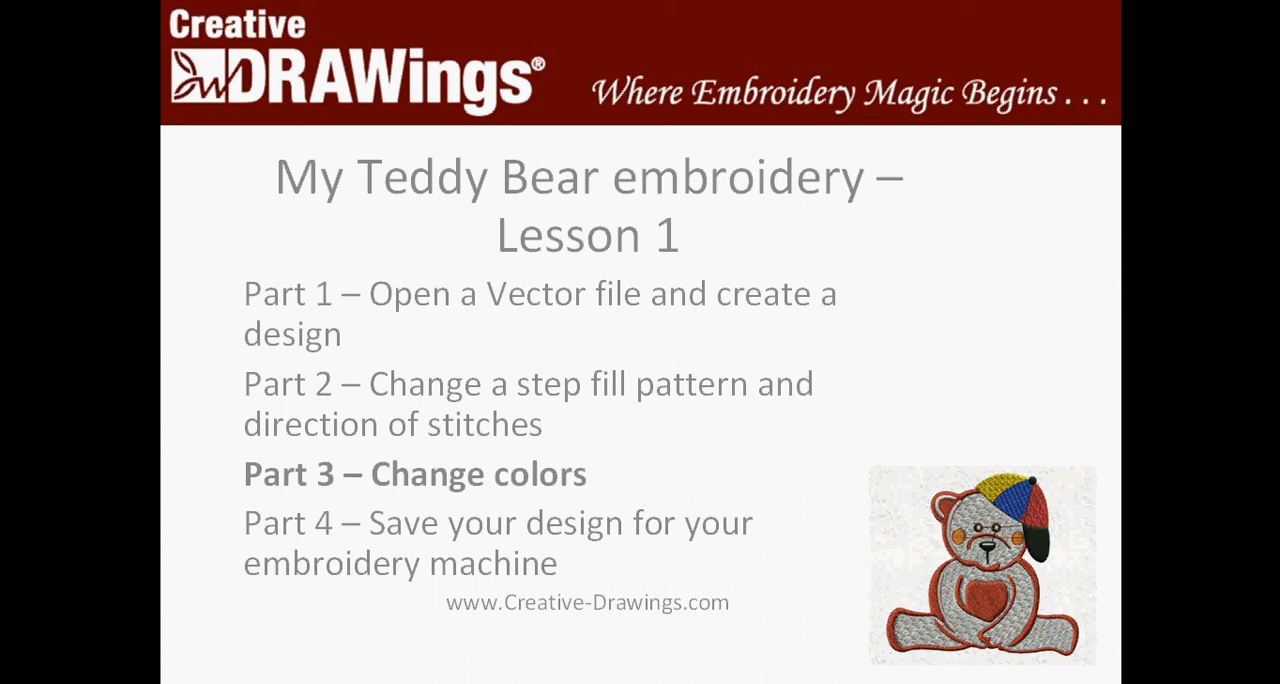 Creative
DRAWings®
Where Embroidery Magic Begins . . .
My Teddy Bear embroidery –
Lesson 1
Part 1 – Open a Vector file and create a
design
Part 2 – Change a step fill pattern and
direction of stitches
Part 3 – Change colors
Part 4 – Save your design for your
embroidery machine
www.Creative-Drawings.com